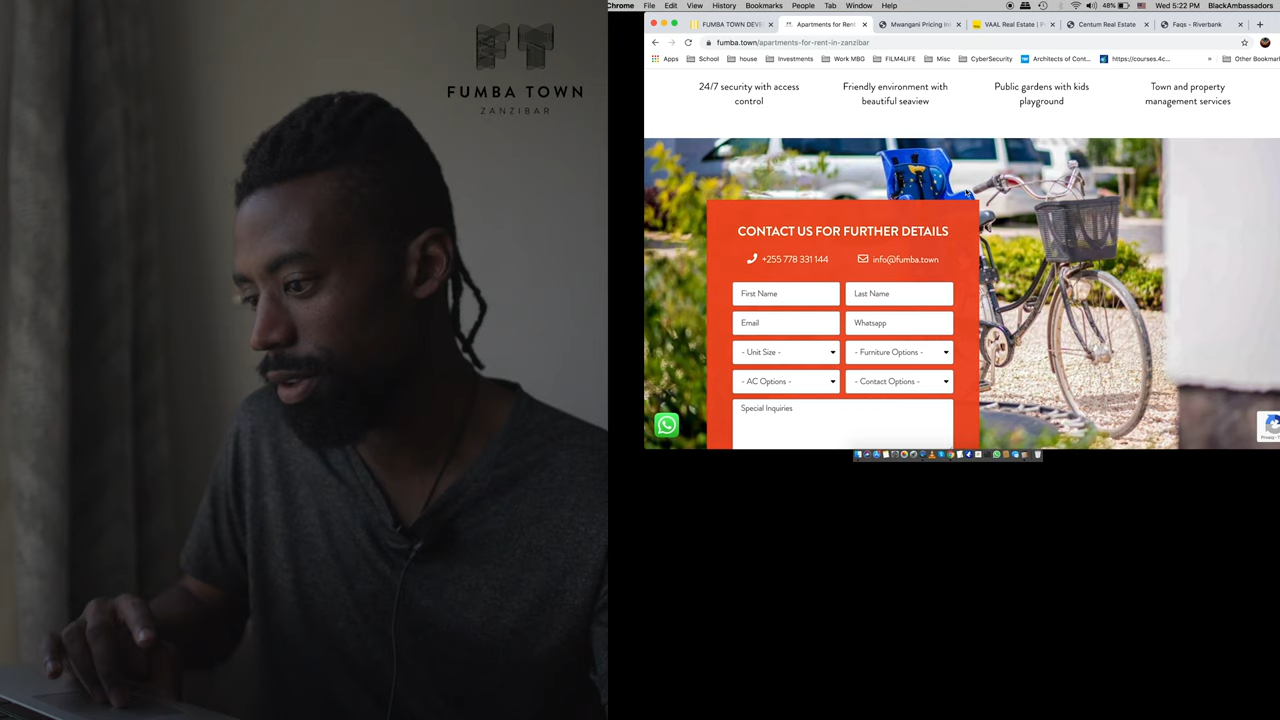 FT
FUMBA TOWN
ZANZIBAR
Chrome File Edit View History Bookmarks People Tab Window Help
48% Wed 5:22 PM BlackAmbassadors
FUMBA TOWN DEVE
Apartments for Rent
Mwangani Pricing In
VAAL Real Estate | P
Centum Real Estate
Faqs - Riverbank
fumba.town/apartments-for-rent-in-zanzibar
Apps School house Investments Work MBG FILM4LIFE Misc CyberSecurity Architects of Cont... https://courses.4c... » Other Bookmar
24/7 security with access
control
Friendly environment with
beautiful seaview
Public gardens with kids
playground
Town and property
management services
CONTACT US FOR FURTHER DETAILS
+255 778 331 144 info@fumba.town
First Name Last Name
Email Whatsapp
- Unit Size - - Furniture Options -
- AC Options - - Contact Options -
Special Inquiries